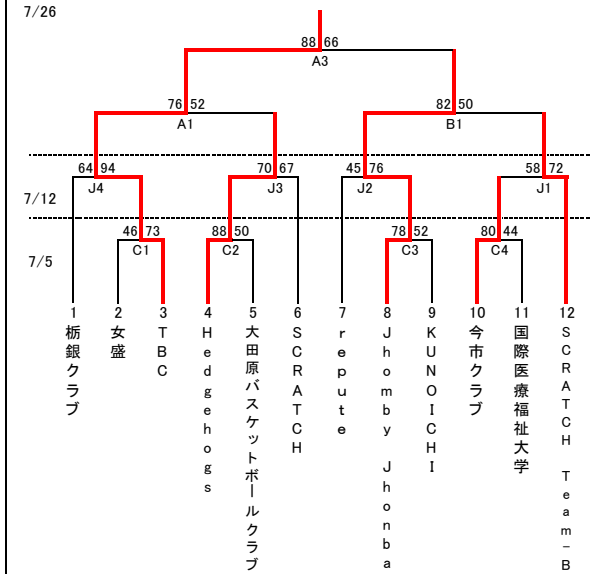 7/26
88 66
A3
76 52
82 50
A1
B1
64 94
70 67
45 76
58 72
J4
J3
J2
J1
7/12
46 73
88 50
78 52
80 44
C1
C2
C3
C4
7/5
1
2
3
4
5
6
7
8
9
10
11
12
栃銀クラブ
女盛
TBC
Hedgehogs
大田原バスケットボールクラブ
SCRATCH
repute
Jhomby Jhonba
KUNOICHI
今市クラブ
国際医療福祉大学
SCRATCH Team-B